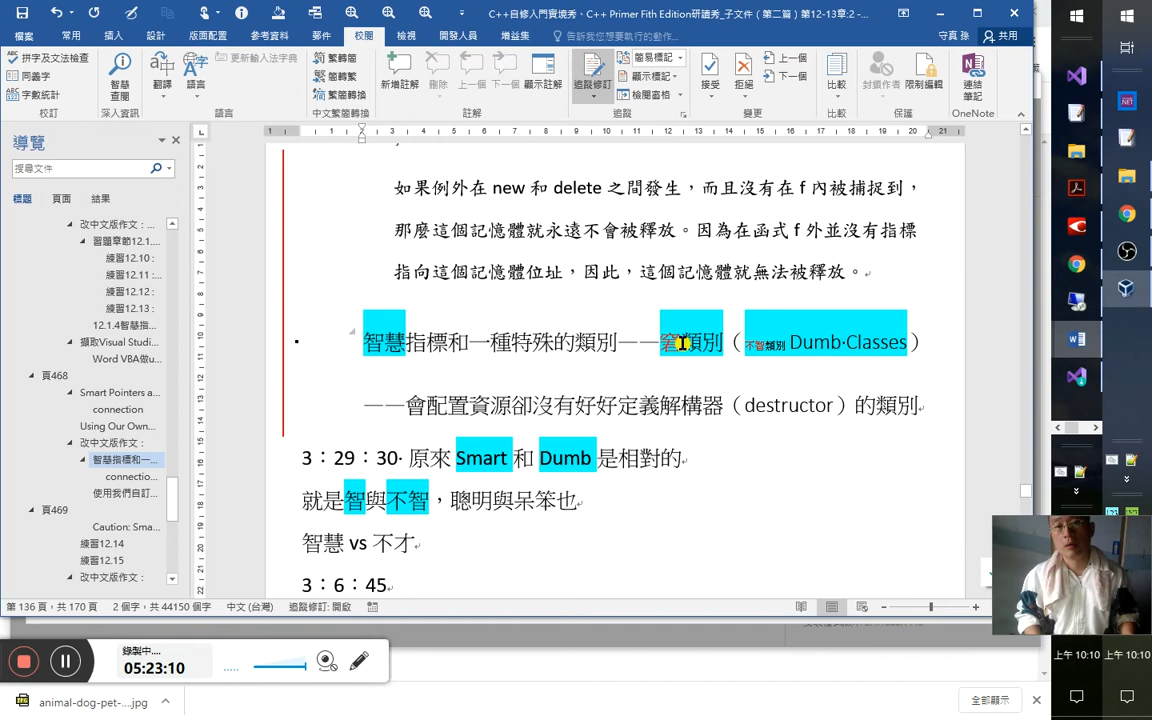 C++自修入門實境秀、C++ Primer Fith Edition研讀秀_子文件（第二篇）第12-13章:2 -...
檔案 常用 插入 設計 版面配置 參考資料 郵件 校閱 檢視 開發人員 增益集 告訴我您想做什麼... 守真 孫 共用
拼字及文法檢查
同義字
字數統計
智慧查閱
翻譯
語言
更新輸入法字典
繁轉簡
簡轉繁
繁簡轉換
新增註解
刪除
上一個
下一個
顯示註解
追蹤修訂
簡易標記
顯示標記
檢閱窗格
接受
拒絕
上一個
下一個
比較
封鎖作者
限制編輯
連結筆記
校訂 深入資訊 語言 中文繁簡轉換 註解 追蹤 變更 比較 保護 OneNote
導覽
搜尋文件
標題 頁面 結果
改中文版作文：...
習題章節12.1....
練習12.10：
練習12.11：...
練習12.12：
練習12.13：
12.1.4智慧指...
擷取Visual Studi...
Word VBA做u...
頁468
Smart Pointers a...
connection
Using Our Own...
改中文版作文：
智慧指標和一...
connectio...
使用我們自訂...
頁469
Caution: Sma...
練習12.14
練習12.15
改中文版作文：
如果例外在 new 和 delete 之間發生，而且沒有在 f 內被捕捉到，
那麼這個記憶體就永遠不會被釋放。因為在函式 f 外並沒有指標
指向這個記憶體位址，因此，這個記憶體就無法被釋放。
智慧指標和一種特殊的類別——窘類別（不智類別 Dumb·Classes）
——會配置資源卻沒有好好定義解構器（destructor）的類別
3：29：30· 原來 Smart 和 Dumb 是相對的
就是智與不智，聰明與呆笨也
智慧 vs 不才
3：6：45
第 136 頁，共 170 頁 2 個字，共 44150 個字 中文 (台灣) 追蹤修訂: 開啟
錄製中....
05:23:10
animal-dog-pet-....jpg
全部顯示
上午 10:10
上午 10:10